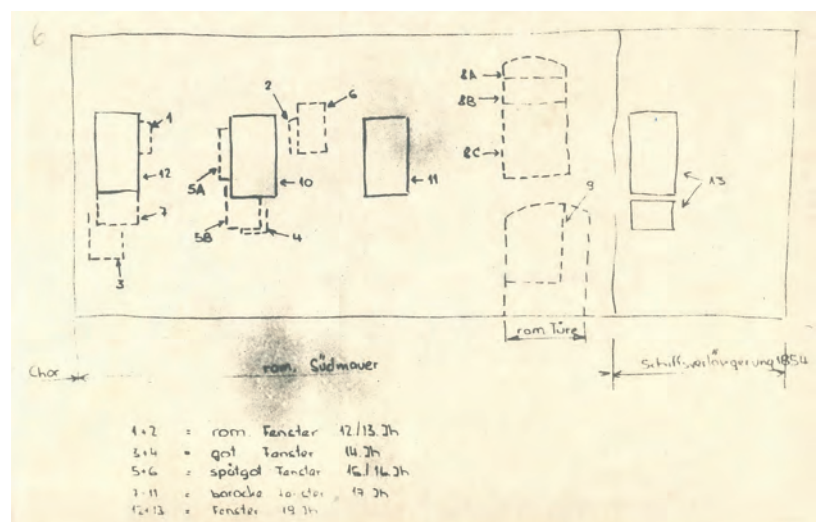 6
1
2
6
8A
8B
8C
12
5A
10
11
13
7
9
5B
4
3
rom. Türe
Chor
rom. Südmauer
Schiffsverlängerung 1854
1+2 = rom. Fenster 12/13. Jh
3+4 = got Fenster 14. Jh
5+6 = spätgot Fenster 15./16. Jh
7-11 = barocke Fenster 17. Jh
12+13 = Fenster 19 Jh